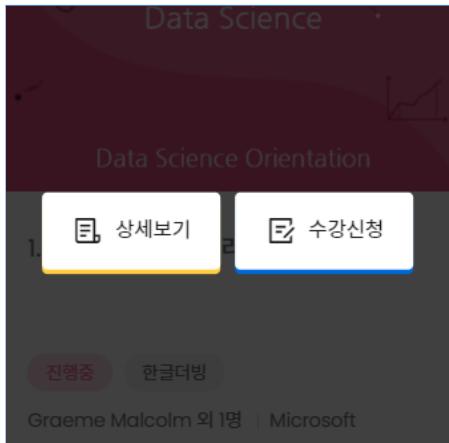 Data Science
Data Science Orientation
상세보기
수강신청
1.
진행중
한글더빙
Graeme Malcolm 외 1명 | Microsoft